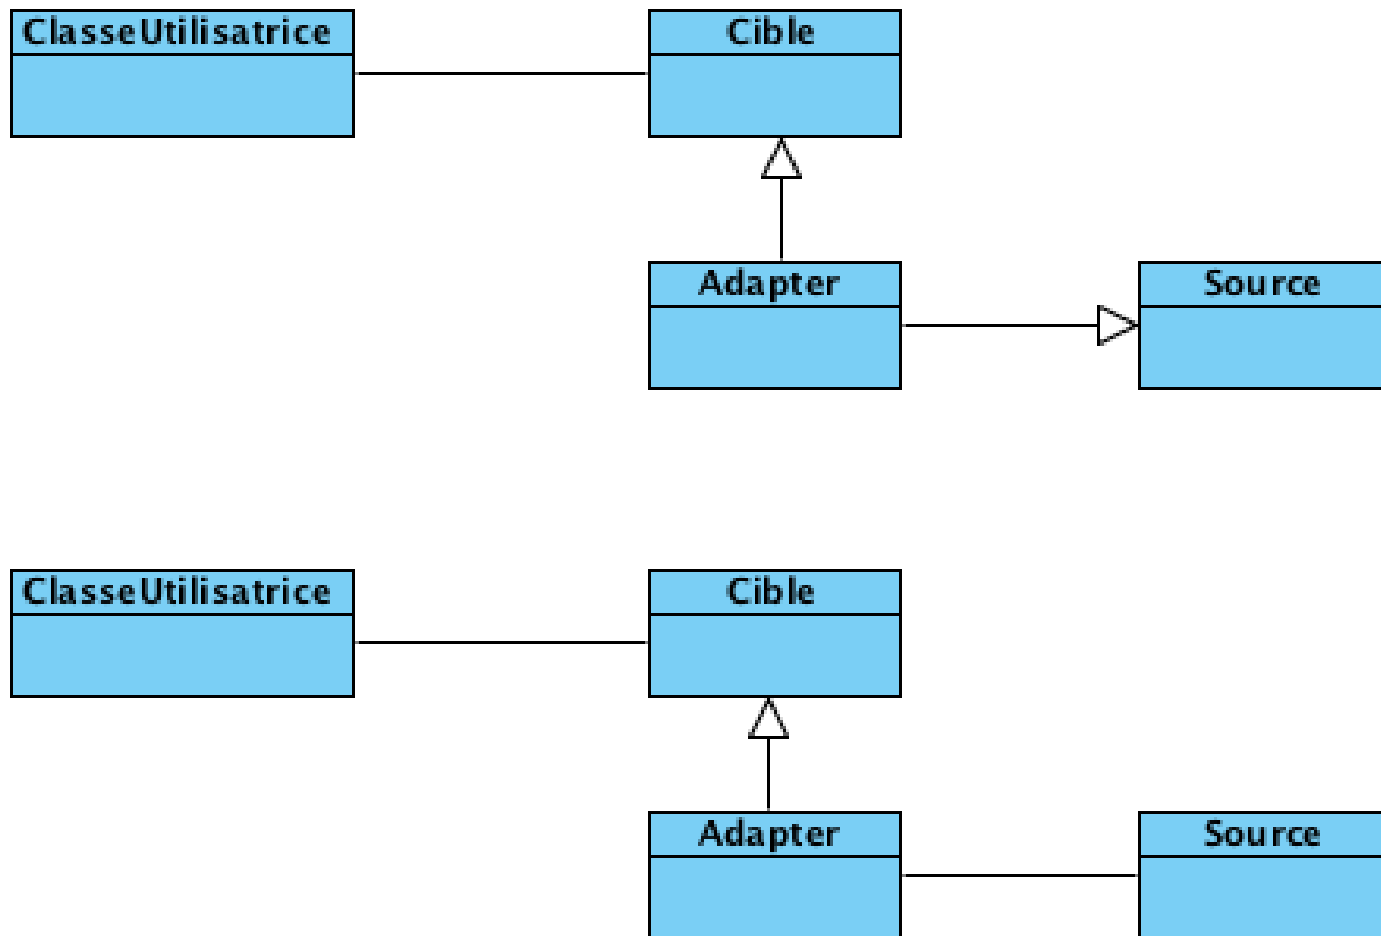 ClasseUtilisatrice
Cible
Adapter
Source
ClasseUtilisatrice
Cible
Adapter
Source